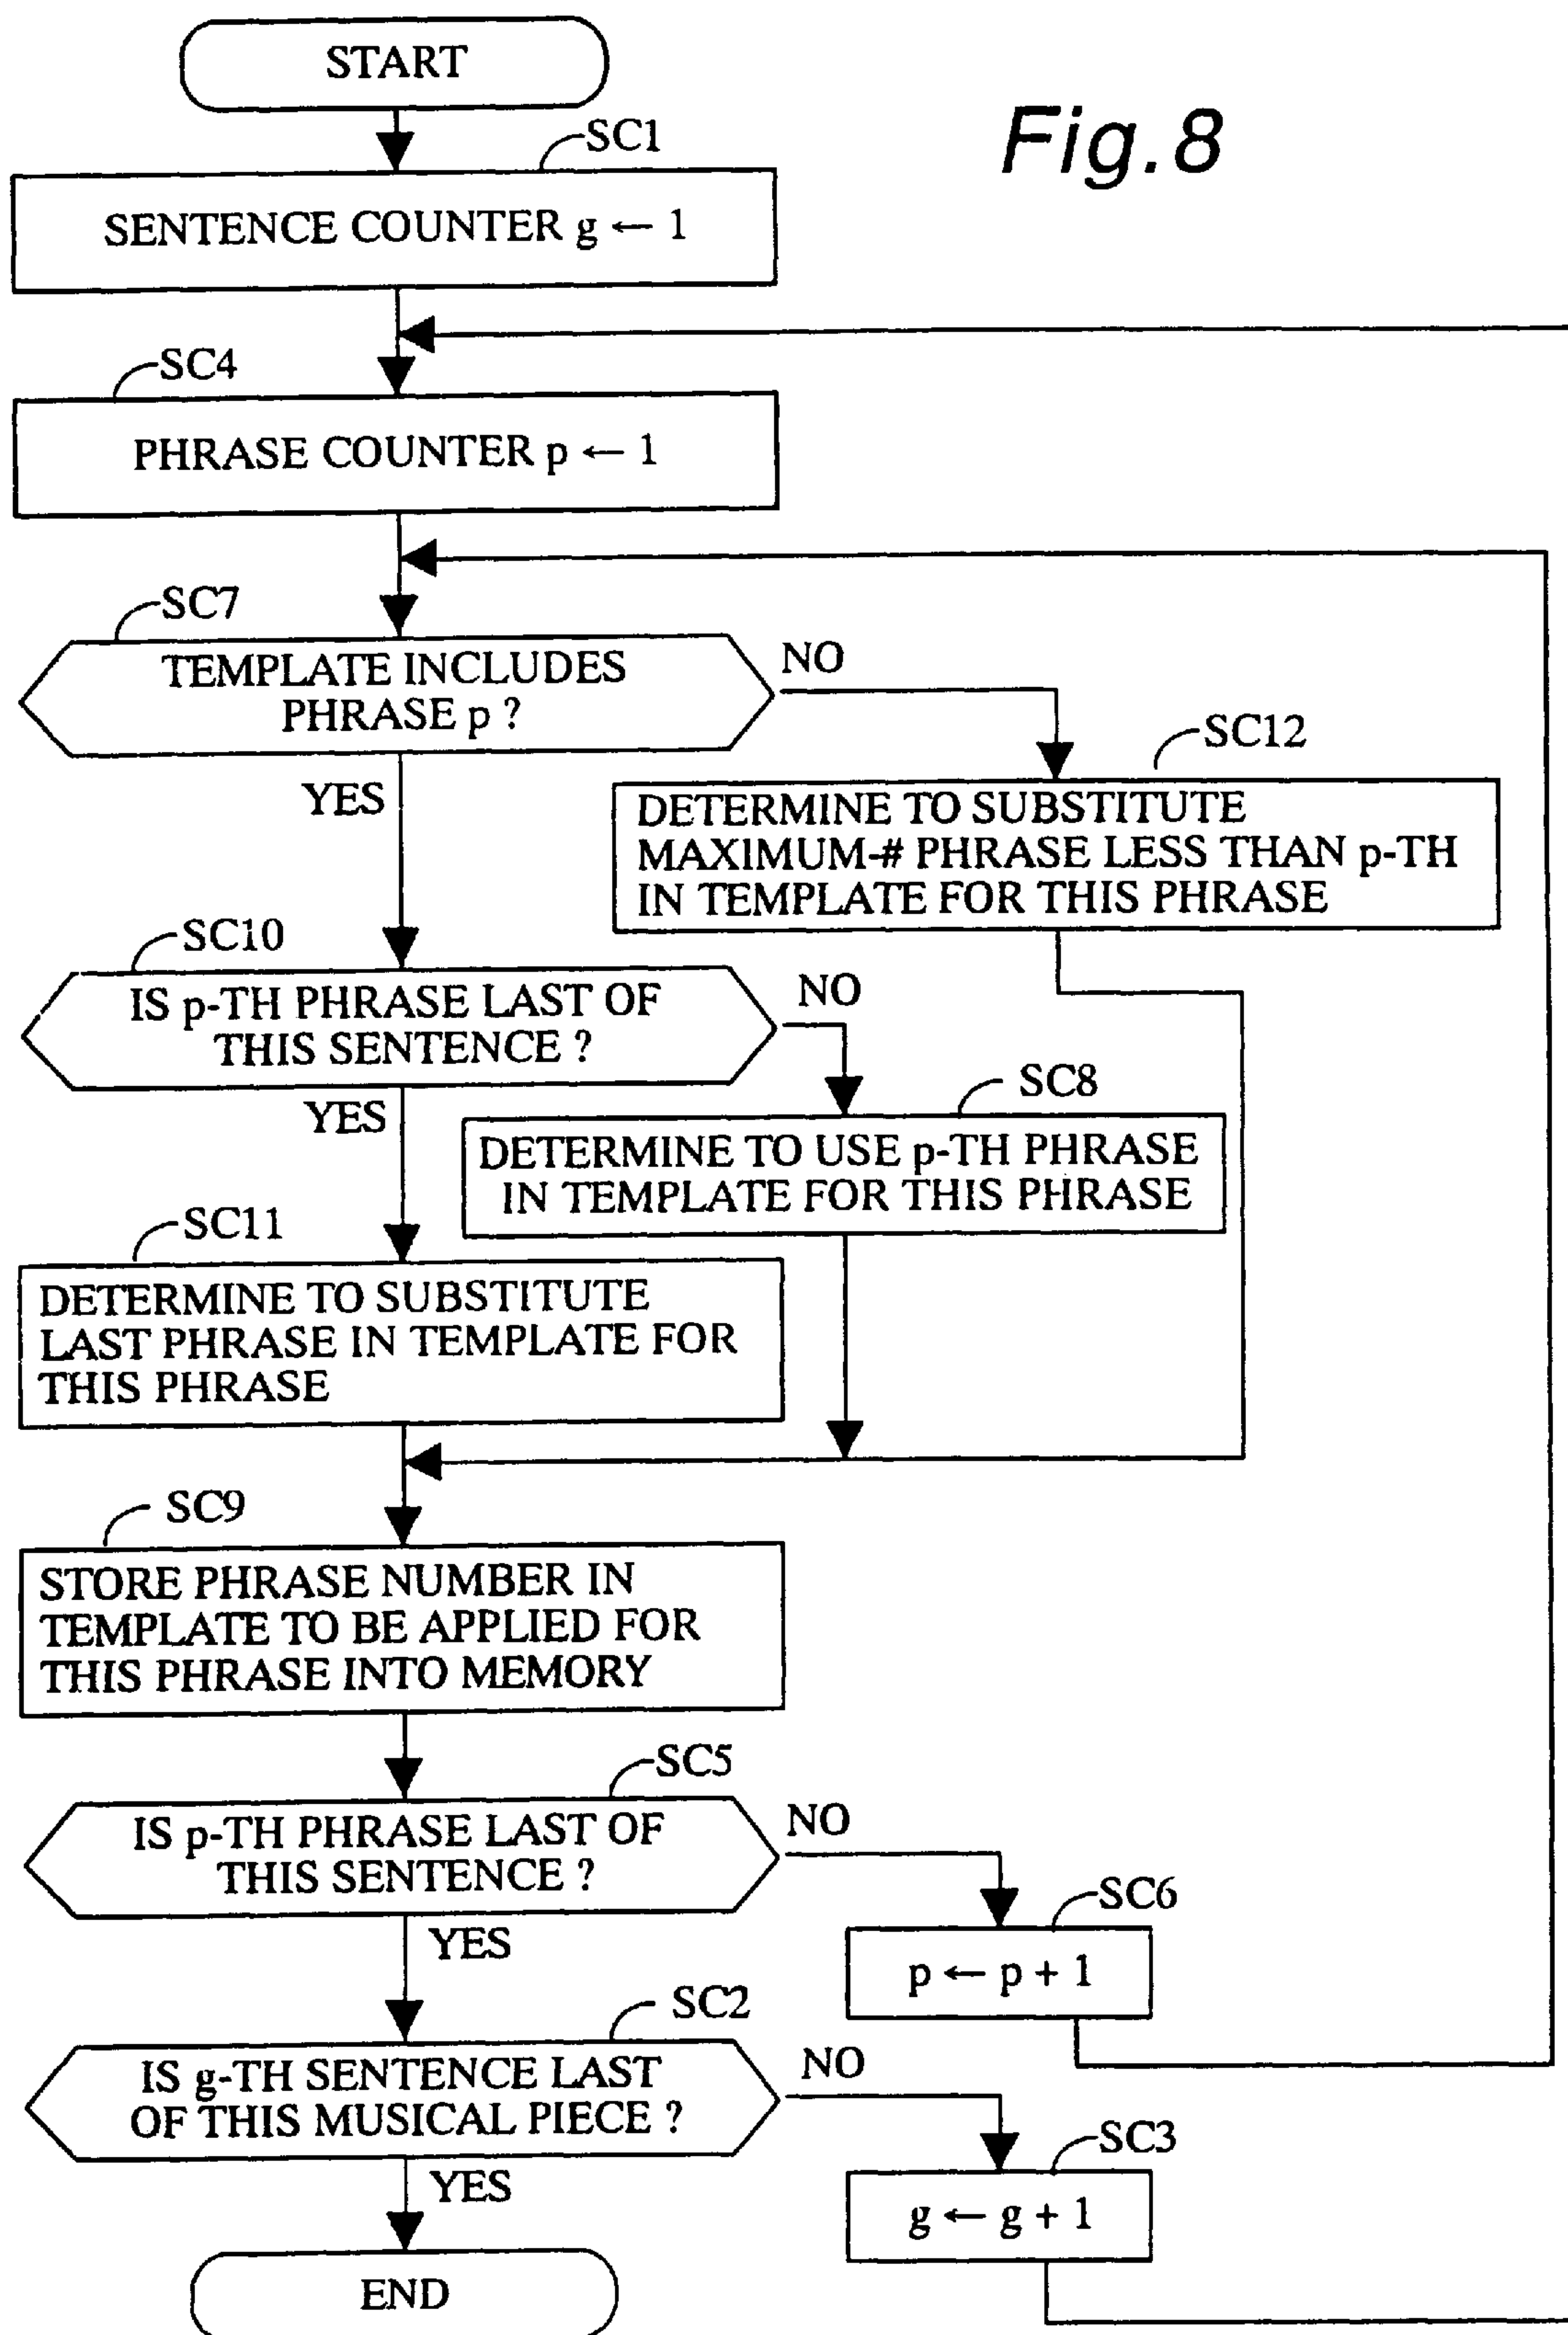 START
Fig.8
SC1
SENTENCE COUNTER g ← 1
SC4
PHRASE COUNTER p ← 1
SC7
TEMPLATE INCLUDES
PHRASE p ?
NO
YES
SC12
DETERMINE TO SUBSTITUTE
MAXIMUM-# PHRASE LESS THAN p-TH
IN TEMPLATE FOR THIS PHRASE
SC10
IS p-TH PHRASE LAST OF
THIS SENTENCE ?
NO
YES
SC8
DETERMINE TO USE p-TH PHRASE
IN TEMPLATE FOR THIS PHRASE
SC11
DETERMINE TO SUBSTITUTE
LAST PHRASE IN TEMPLATE FOR
THIS PHRASE
SC9
STORE PHRASE NUMBER IN
TEMPLATE TO BE APPLIED FOR
THIS PHRASE INTO MEMORY
SC5
IS p-TH PHRASE LAST OF
THIS SENTENCE ?
NO
YES
SC6
p ← p + 1
SC2
IS g-TH SENTENCE LAST
OF THIS MUSICAL PIECE ?
NO
YES
SC3
g ← g + 1
END